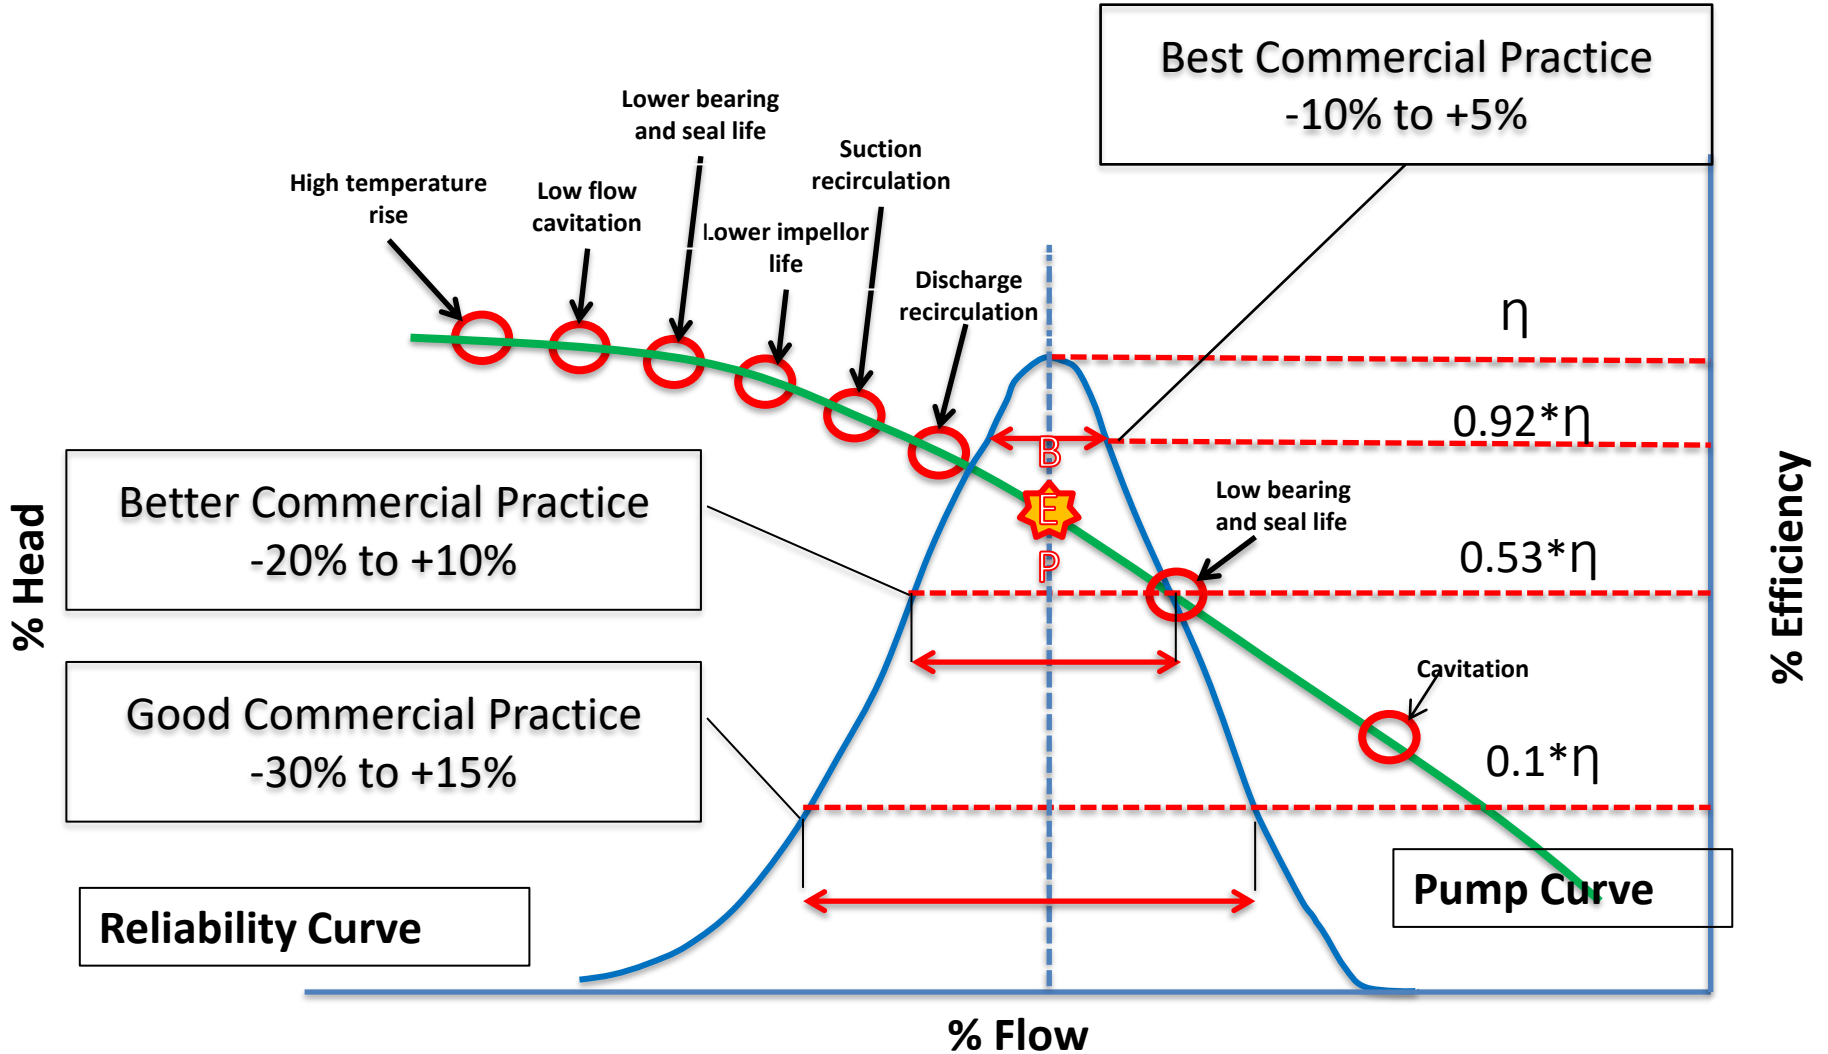 Best Commercial Practice
-10% to +5%
Lower bearing
and seal life
Suction
recirculation
High temperature
rise
Low flow
cavitation
Lower impellor
life
Discharge
recirculation
η
0.92*η
B
E
P
Low bearing
and seal life
Better Commercial Practice
-20% to +10%
0.53*η
% Head
% Efficiency
Cavitation
Good Commercial Practice
-30% to +15%
0.1*η
Pump Curve
Reliability Curve
% Flow